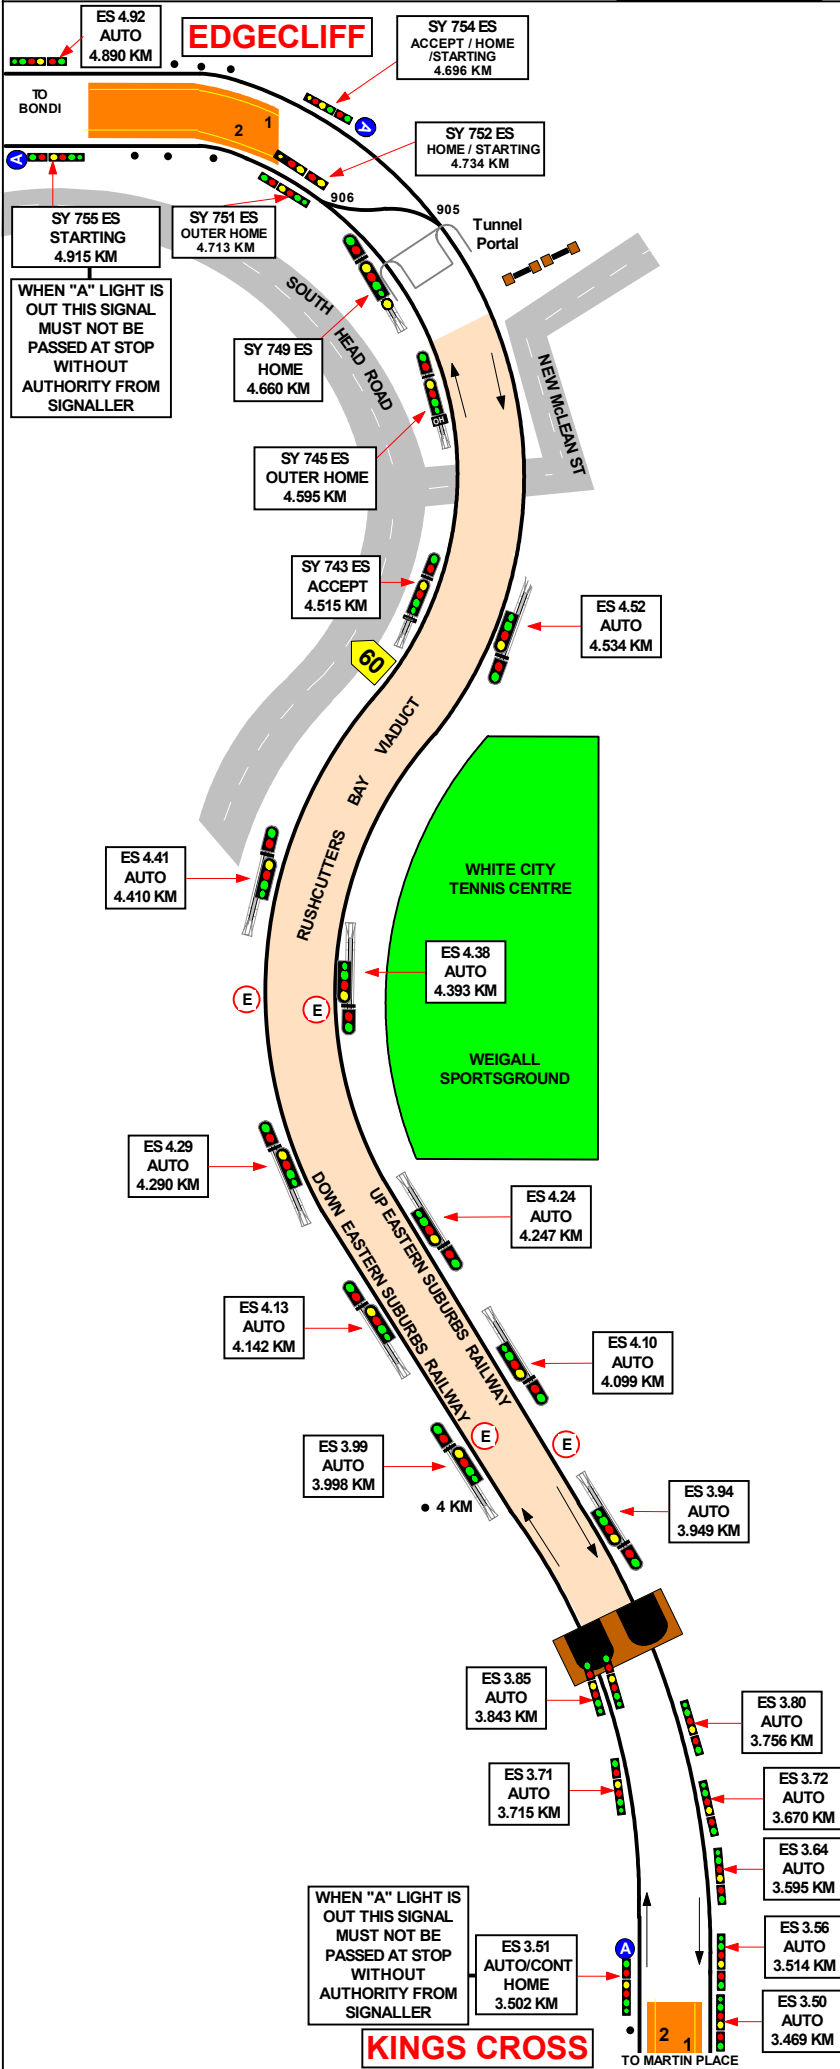 ES 4.92
AUTO
4.890 KM
EDGECLIFF
SY 754 ES
ACCEPT / HOME
/STARTING
4.696 KM
TO
BONDI
1
2
A
A
SY 752 ES
HOME / STARTING
4.734 KM
SY 755 ES
STARTING
4.915 KM
SY 751 ES
OUTER HOME
4.713 KM
906
905
Tunnel
Portal
WHEN "A" LIGHT IS
OUT THIS SIGNAL
MUST NOT BE
PASSED AT STOP
WITHOUT
AUTHORITY FROM
SIGNALLER
SOUTH HEAD ROAD
SY 749 ES
HOME
4.660 KM
NEW McLEAN ST
OH
SY 745 ES
OUTER HOME
4.595 KM
SY 743 ES
ACCEPT
4.515 KM
ES 4.52
AUTO
4.534 KM
60
RUSHCUTTERS BAY VIADUCT
ES 4.41
AUTO
4.410 KM
WHITE CITY
TENNIS CENTRE
ES 4.38
AUTO
4.393 KM
E
E
WEIGALL
SPORTSGROUND
ES 4.29
AUTO
4.290 KM
DOWN EASTERN SUBURBS RAILWAY
UP EASTERN SUBURBS RAILWAY
ES 4.24
AUTO
4.247 KM
ES 4.13
AUTO
4.142 KM
ES 4.10
AUTO
4.099 KM
E
E
ES 3.99
AUTO
3.998 KM
4 KM
ES 3.94
AUTO
3.949 KM
ES 3.85
AUTO
3.843 KM
ES 3.80
AUTO
3.756 KM
ES 3.71
AUTO
3.715 KM
ES 3.72
AUTO
3.670 KM
ES 3.64
AUTO
3.595 KM
WHEN "A" LIGHT IS
OUT THIS SIGNAL
MUST NOT BE
PASSED AT STOP
WITHOUT
AUTHORITY FROM
SIGNALLER
ES 3.51
AUTO/CONT
HOME
3.502 KM
A
ES 3.56
AUTO
3.514 KM
ES 3.50
AUTO
3.469 KM
KINGS CROSS
2
1
TO MARTIN PLACE